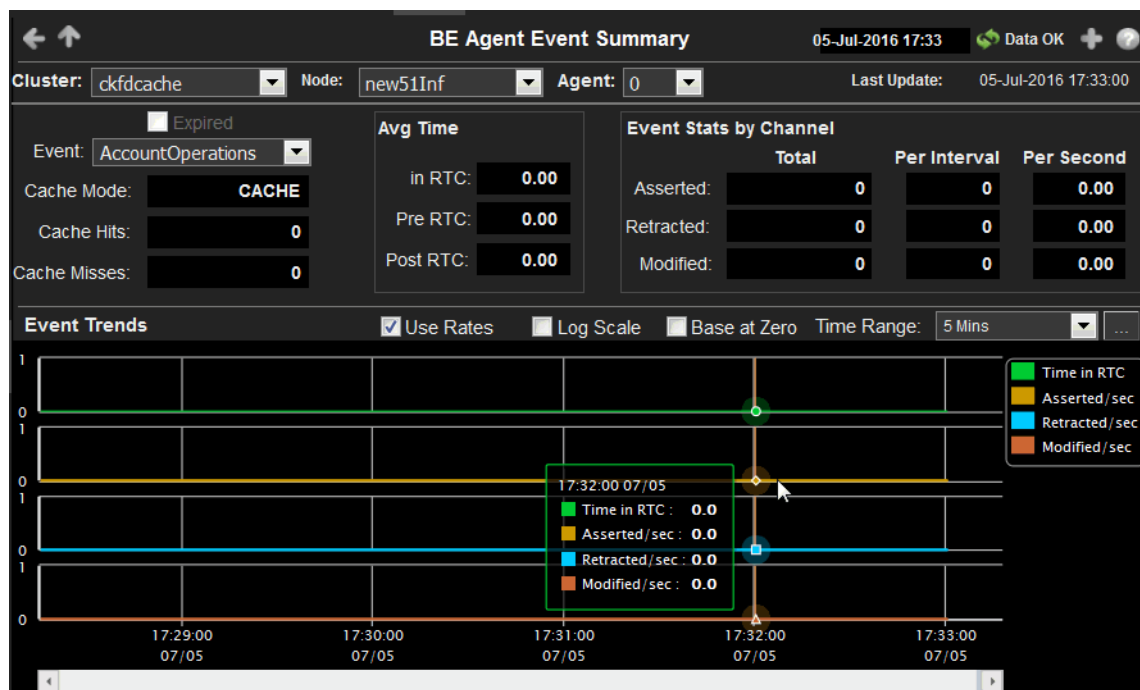 BE Agent Event Summary 05-Jul-2016 17:33 Data OK + ?
Cluster: ckfdcache Node: new51Inf Agent: 0 Last Update: 05-Jul-2016 17:33:00
Expired
Event: AccountOperations
Cache Mode: CACHE
Cache Hits: 0
Cache Misses: 0
Avg Time
in RTC: 0.00
Pre RTC: 0.00
Post RTC: 0.00
Event Stats by Channel
Total Per Interval Per Second
Asserted: 0 0 0.00
Retracted: 0 0 0.00
Modified: 0 0 0.00
Event Trends Use Rates Log Scale Base at Zero Time Range: 5 Mins ...
1
0
1
0
1
0
1
0
17:32:00 07/05
Time in RTC : 0.0
Asserted/sec : 0.0
Retracted/sec : 0.0
Modified/sec : 0.0
Time in RTC
Asserted/sec
Retracted/sec
Modified/sec
17:29:00 17:30:00 17:31:00 17:32:00 17:33:00
07/05 07/05 07/05 07/05 07/05